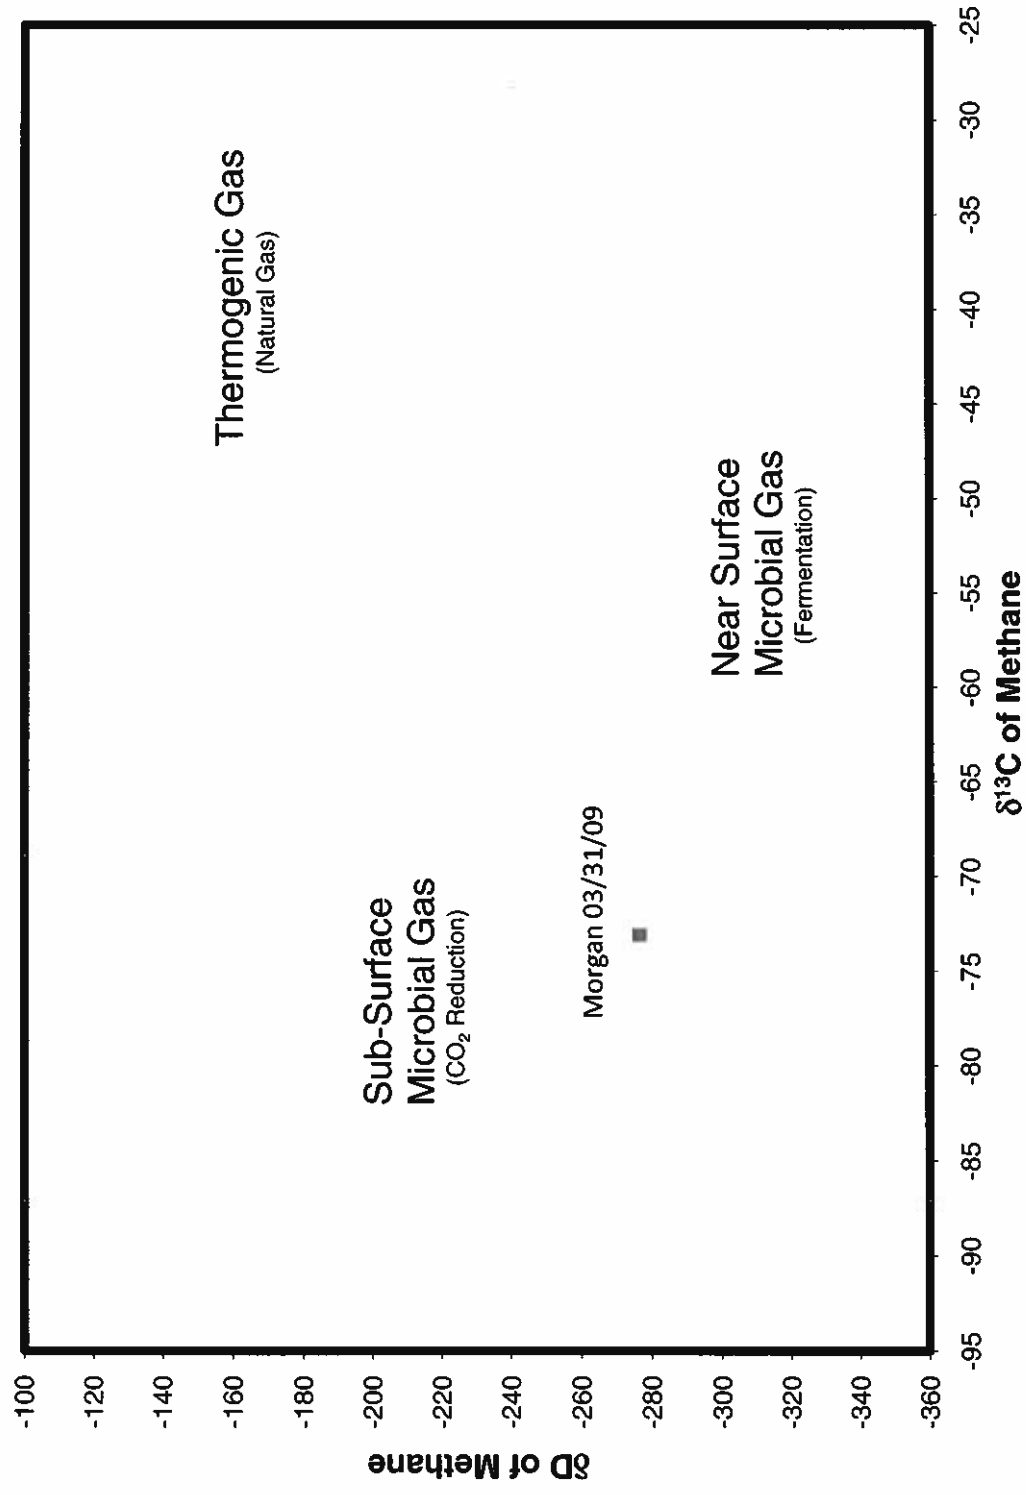 -100
-120
-140
-160
-180
-200
-220
-240
-260
-280
-300
-320
-340
-360
δD of Methane
Thermogenic Gas
(Natural Gas)
Sub-Surface
Microbial Gas
(CO₂ Reduction)
Morgan 03/31/09
Near Surface
Microbial Gas
(Fermentation)
-95
-90
-85
-80
-75
-70
-65
-60
-55
-50
-45
-40
-35
-30
-25
δ¹³C of Methane